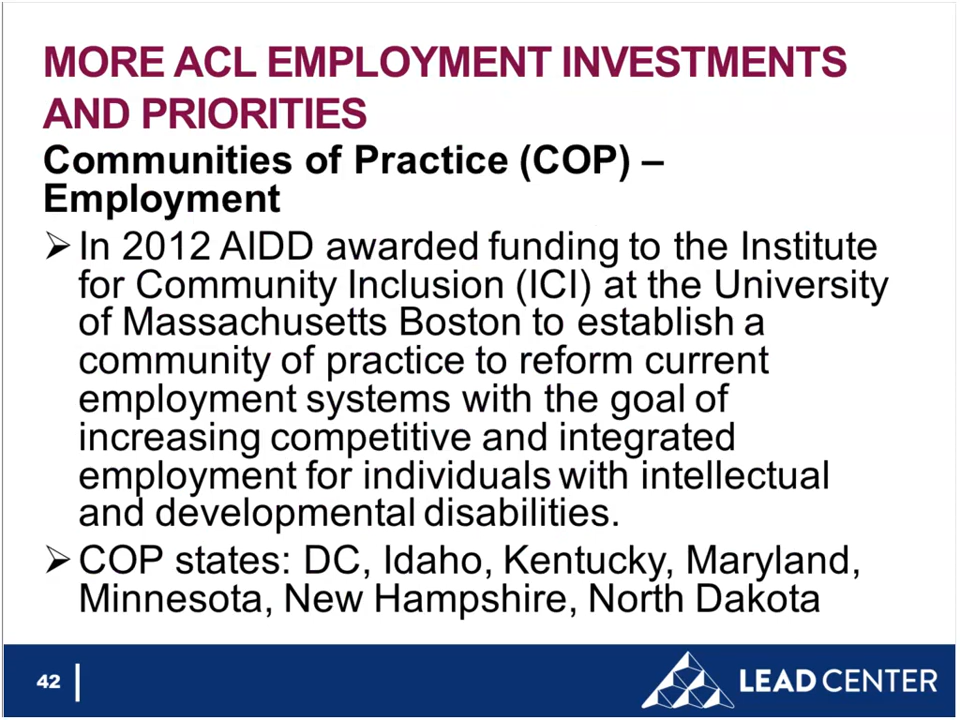 MORE ACL EMPLOYMENT INVESTMENTS
AND PRIORITIES
Communities of Practice (COP) –
Employment
➢ In 2012 AIDD awarded funding to the Institute
for Community Inclusion (ICI) at the University
of Massachusetts Boston to establish a
community of practice to reform current
employment systems with the goal of
increasing competitive and integrated
employment for individuals with intellectual
and developmental disabilities.
➢ COP states: DC, Idaho, Kentucky, Maryland,
Minnesota, New Hampshire, North Dakota
42
LEAD CENTER